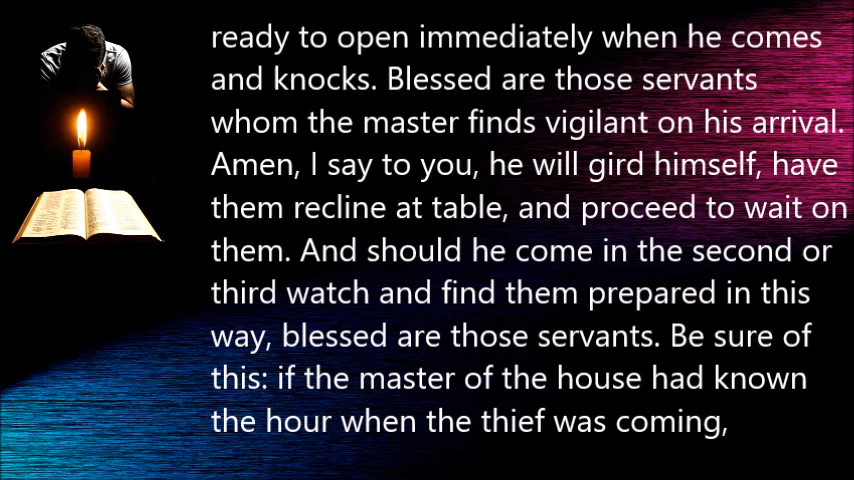 ready to open immediately when he comes
and knocks. Blessed are those servants
whom the master finds vigilant on his arrival.
Amen, I say to you, he will gird himself, have
them recline at table, and proceed to wait on
them. And should he come in the second or
third watch and find them prepared in this
way, blessed are those servants. Be sure of
this: if the master of the house had known
the hour when the thief was coming,